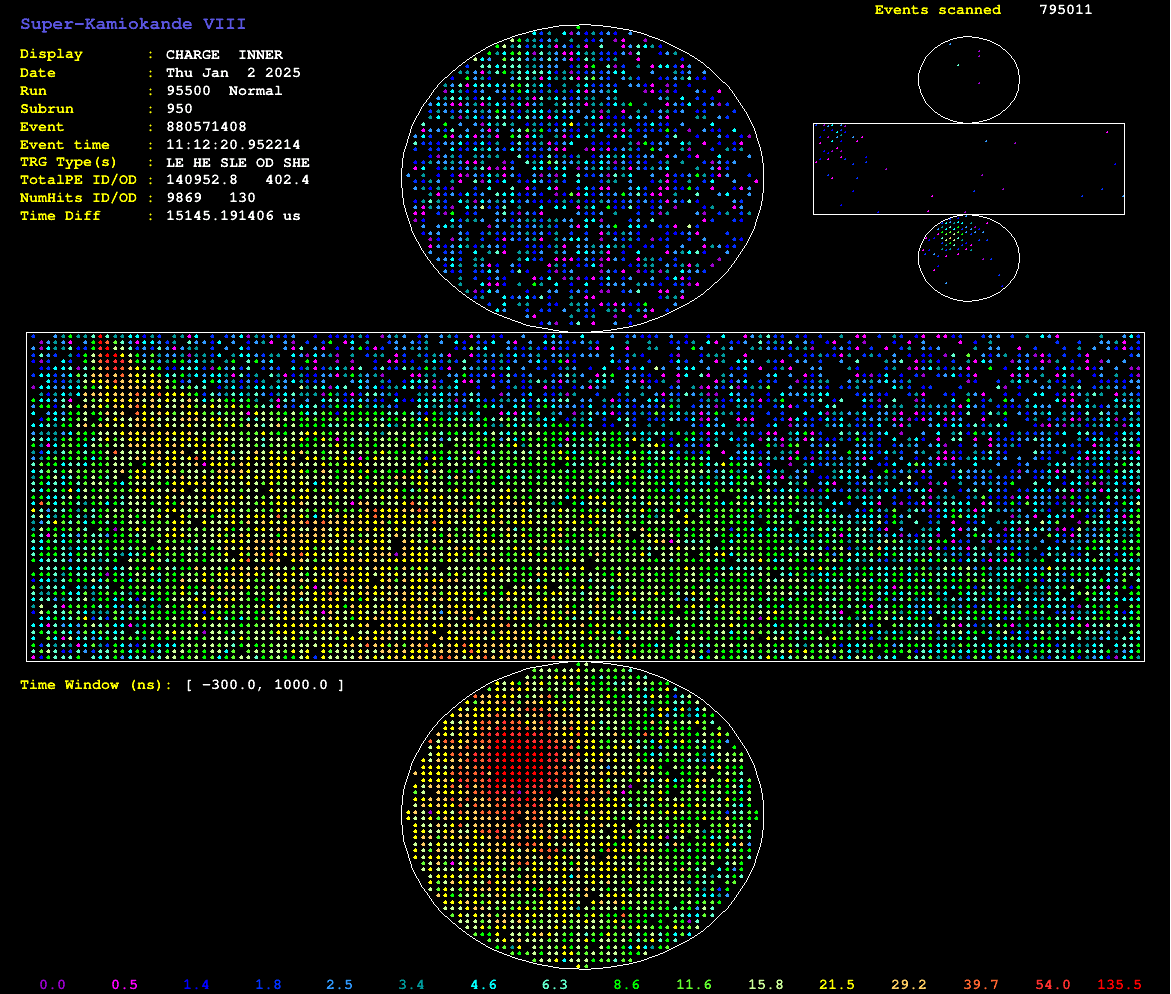 Super-Kamiokande VIII
Events scanned 795011
Display : CHARGE INNER
Date : Thu Jan 2 2025
Run : 95500 Normal
Subrun : 950
Event : 880571408
Event time : 11:12:20.952214
TRG Type(s) : LE HE SLE OD SHE
TotalPE ID/OD : 140952.8 402.4
NumHits ID/OD : 9869 130
Time Diff : 15145.191406 us
Time Window (ns): [ −300.0, 1000.0 ]
0.0 0.5 1.4 1.8 2.5 3.4 4.6 6.3 8.6 11.6 15.8 21.5 29.2 39.7 54.0 135.5